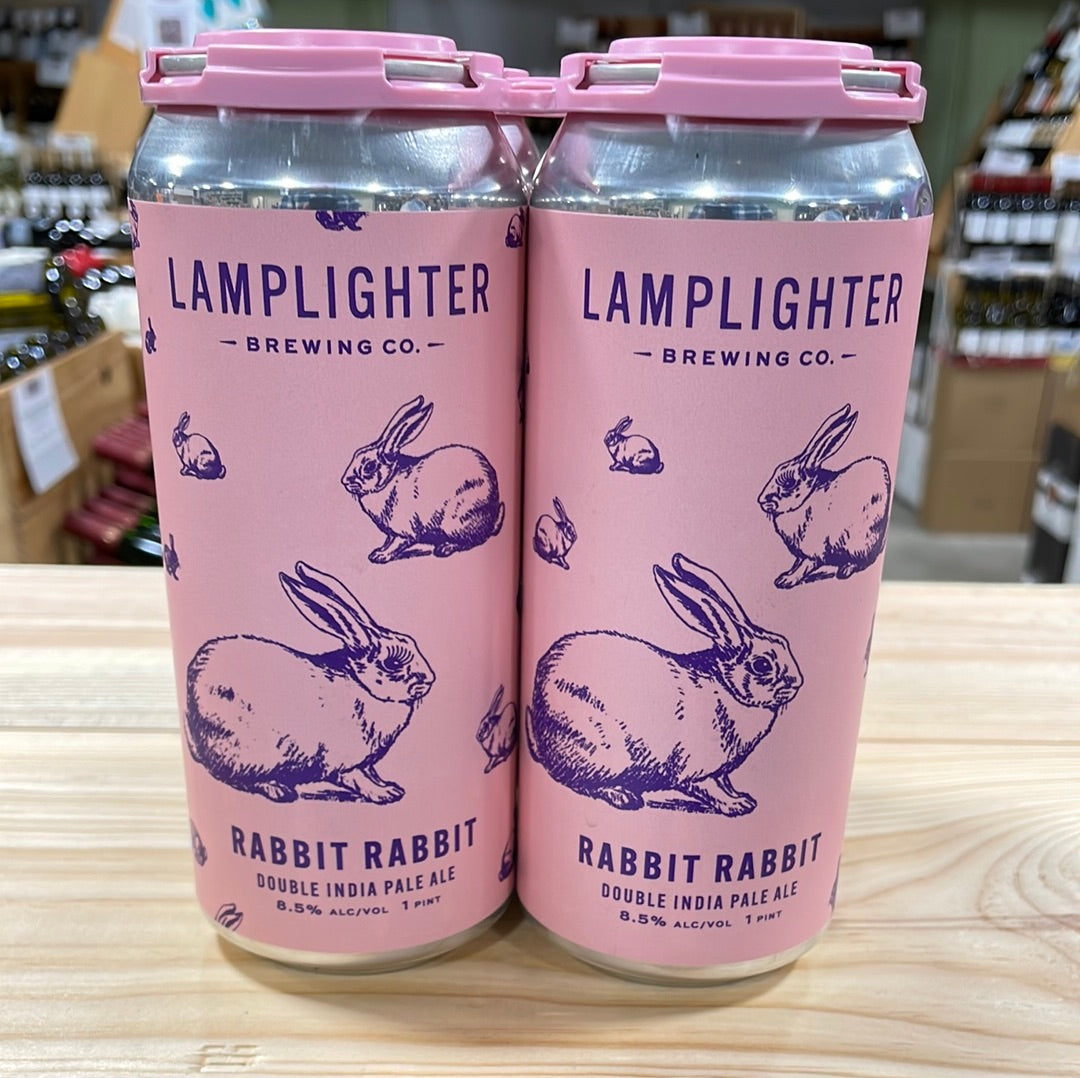 LAMPLIGHTER
- BREWING CO. -
RABBIT RABBIT
DOUBLE INDIA PALE ALE
8.5% ALC/VOL 1 PINT
LAMPLIGHTER
- BREWING CO. -
RABBIT RABBIT
DOUBLE INDIA PALE ALE
8.5% ALC/VOL 1 PINT